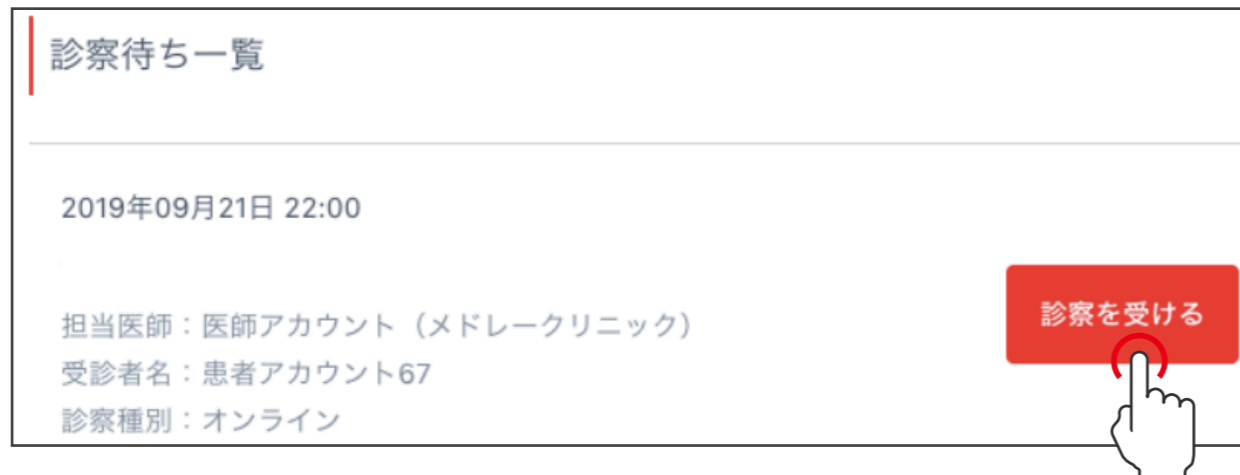 診察待ち一覧
2019年09月21日 22:00
診察を受ける
担当医師：医師アカウント（メドレークリニック）
受診者名：患者アカウント67
診察種別：オンライン